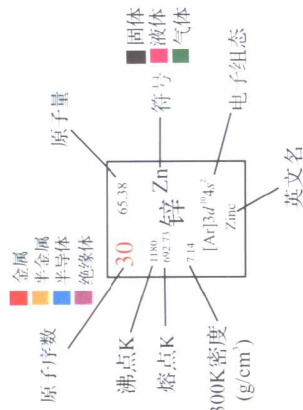 金属
半金属
半导体
绝缘体
固体
液体
气体
原子序数
原子量
沸点K
熔点K
300K密度
(g/cm³)
符号
电子组态
英文名
30
65.38
1180
692.73
锌
Zn
7.14
[Ar]3d¹⁰4s²
Zinc